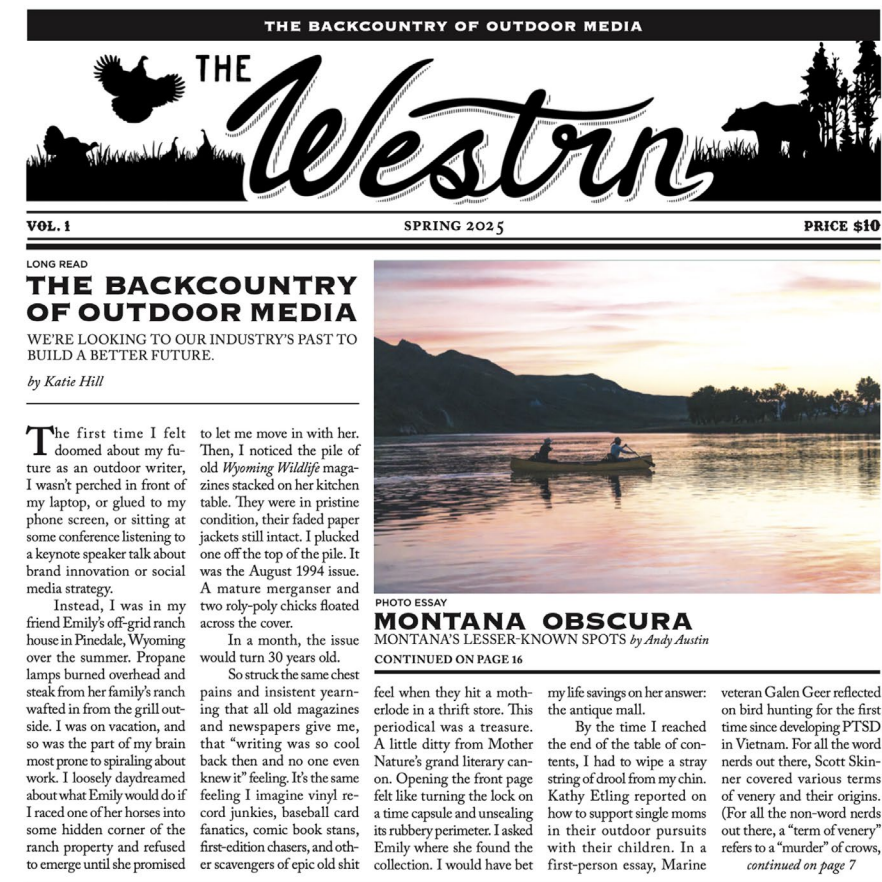 THE BACKCOUNTRY OF OUTDOOR MEDIA
THE
Westrn
VOL. 1
SPRING 2025
PRICE $10
LONG READ
THE BACKCOUNTRY
OF OUTDOOR MEDIA
WE'RE LOOKING TO OUR INDUSTRY'S PAST TO
BUILD A BETTER FUTURE.
by Katie Hill
The first time I felt
doomed about my fu-
ture as an outdoor writer,
I wasn't perched in front of
my laptop, or glued to my
phone screen, or sitting at
some conference listening to
a keynote speaker talk about
brand innovation or social
media strategy.
Instead, I was in my
friend Emily's off-grid ranch
house in Pinedale, Wyoming
over the summer. Propane
lamps burned overhead and
steak from her family's ranch
wafted in from the grill out-
side. I was on vacation, and
so was the part of my brain
most prone to spiraling about
work. I loosely daydreamed
about what Emily would do if
I raced one of her horses into
some hidden corner of the
ranch property and refused
to emerge until she promised
to let me move in with her.
Then, I noticed the pile of
old Wyoming Wildlife maga-
zines stacked on her kitchen
table. They were in pristine
condition, their faded paper
jackets still intact. I plucked
one off the top of the pile. It
was the August 1994 issue.
A mature merganser and
two roly-poly chicks floated
across the cover.
In a month, the issue
would turn 30 years old.
So struck the same chest
pains and insistent yearn-
ing that all old magazines
and newspapers give me,
that "writing was so cool
back then and no one even
knew it" feeling. It's the same
feeling I imagine vinyl re-
cord junkies, baseball card
fanatics, comic book stans,
first-edition chasers, and oth-
er scavengers of epic old shit
PHOTO ESSAY
MONTANA OBSCURA
MONTANA'S LESSER-KNOWN SPOTS by Andy Austin
CONTINUED ON PAGE 16
feel when they hit a moth-
erlode in a thrift store. This
periodical was a treasure.
A little ditty from Mother
Nature's grand literary can-
on. Opening the front page
felt like turning the lock on
a time capsule and unsealing
its rubbery perimeter. I asked
Emily where she found the
collection. I would have bet
my life savings on her answer:
the antique mall.
By the time I reached
the end of the table of con-
tents, I had to wipe a stray
string of drool from my chin.
Kathy Etling reported on
how to support single moms
in their outdoor pursuits
with their children. In a
first-person essay, Marine
veteran Galen Geer reflected
on bird hunting for the first
time since developing PTSD
in Vietnam. For all the word
nerds out there, Scott Skin-
ner covered various terms
of venery and their origins.
(For all the non-word nerds
out there, a "term of venery"
refers to a "murder" of crows,
continued on page 7